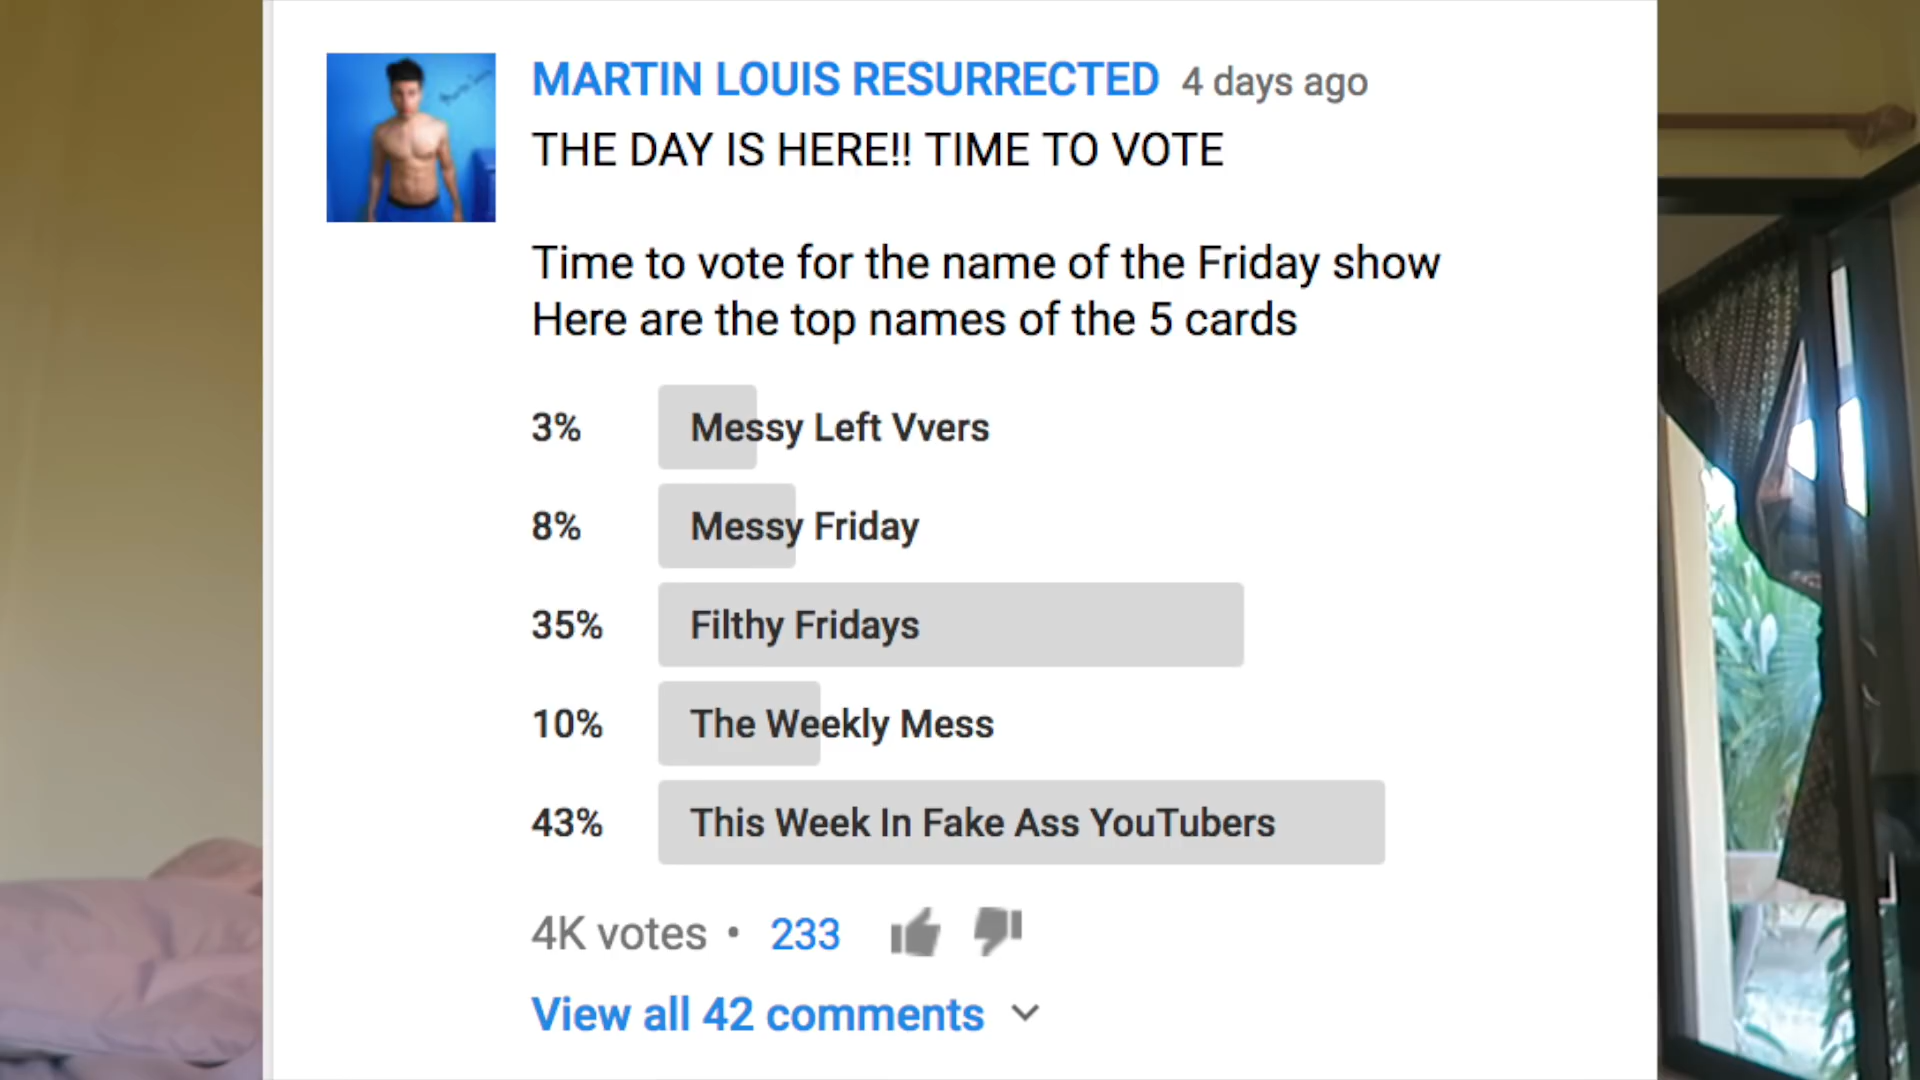 MARTIN LOUIS RESURRECTED 4 days ago
THE DAY IS HERE!! TIME TO VOTE
Time to vote for the name of the Friday show
Here are the top names of the 5 cards
3% Messy Left Vvers
8% Messy Friday
35% Filthy Fridays
10% The Weekly Mess
43% This Week In Fake Ass YouTubers
4K votes • 233
View all 42 comments